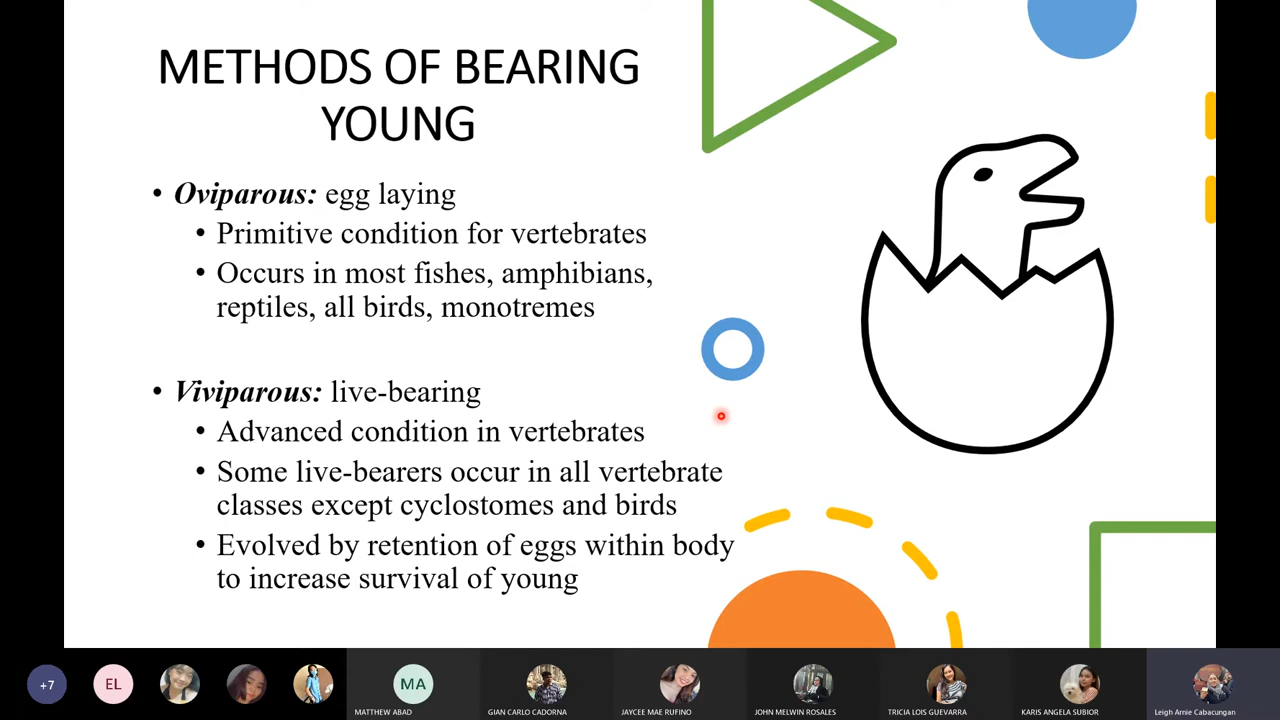 METHODS OF BEARING
YOUNG
• Oviparous: egg laying
• Primitive condition for vertebrates
• Occurs in most fishes, amphibians,
reptiles, all birds, monotremes
• Viviparous: live-bearing
• Advanced condition in vertebrates
• Some live-bearers occur in all vertebrate
classes except cyclostomes and birds
• Evolved by retention of eggs within body
to increase survival of young
+7
EL
MA
MATTHEW ABAD
GIAN CARLO CADORNA
JAYCEE MAE RUFINO
JOHN MELWIN ROSALES
TRICIA LOIS GUEVARRA
KARIS ANGELA SUBIOR
Leigh Arnie Cabacungan